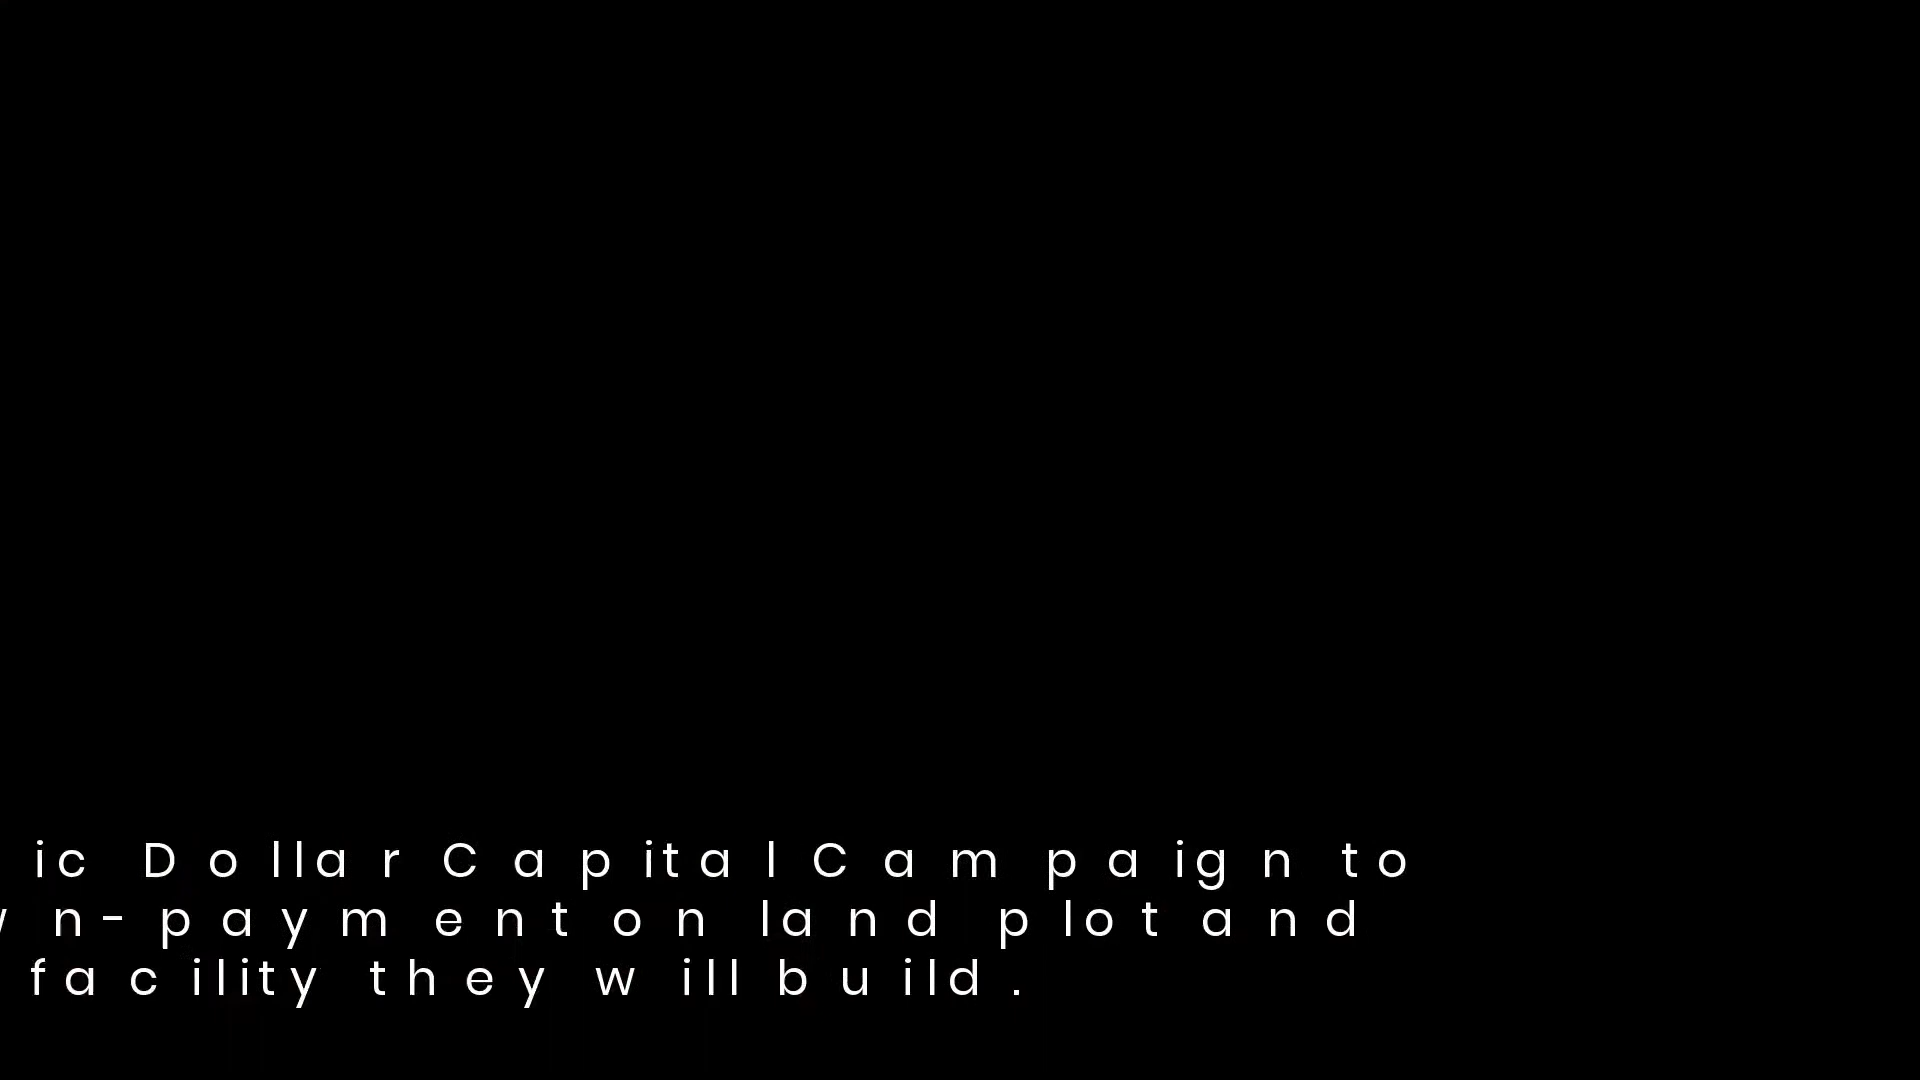 ic Dollar Capital Campaign to
n-payment on land plot and
facility they will build.